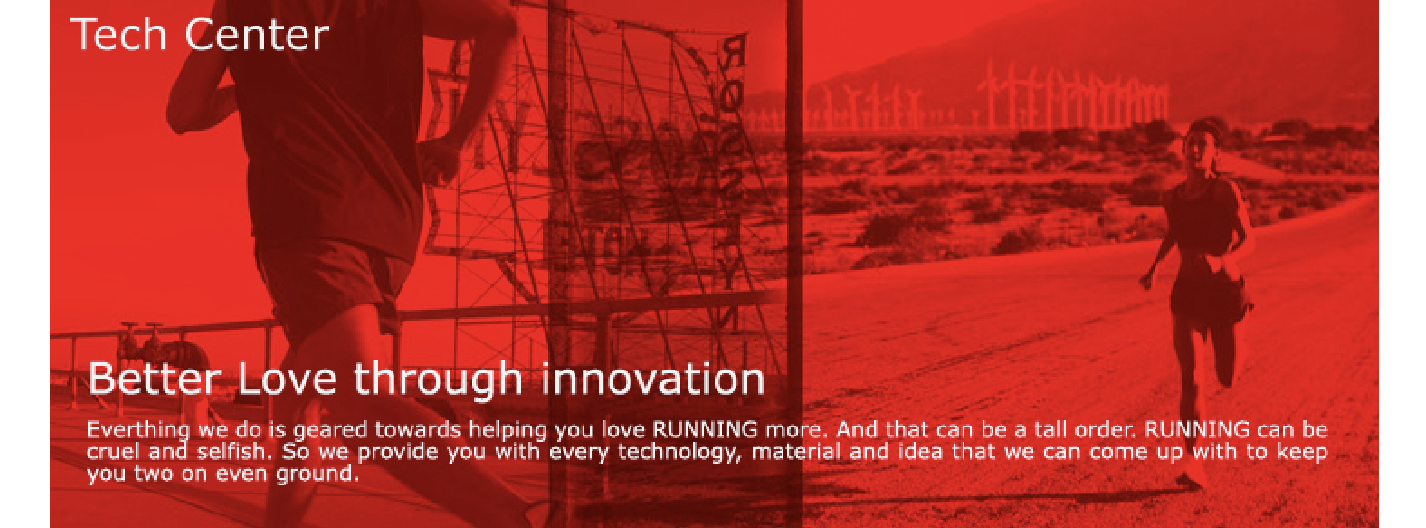 Tech Center
Better Love through innovation
Everthing we do is geared towards helping you love RUNNING more. And that can be a tall order. RUNNING can be
cruel and selfish. So we provide you with every technology, material and idea that we can come up with to keep
you two on even ground.